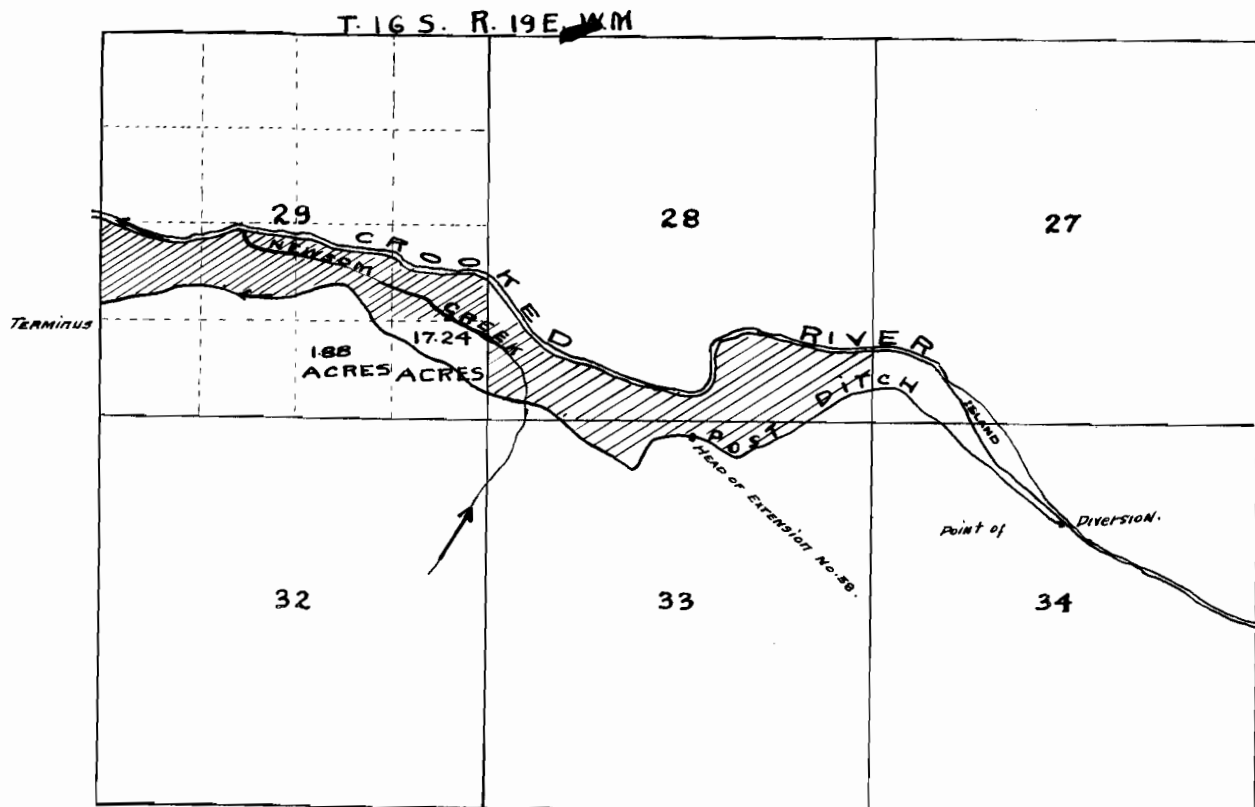 T. 16 S. R. 19 E. W.M
29
28
27
CROOKED RIVER
NEWSOM CREEK
TERMINUS
1.88 ACRES
17.24 ACRES
POST DITCH
ISLAND
HEAD OF EXTENSION No. 58.
Point of Diversion.
32
33
34